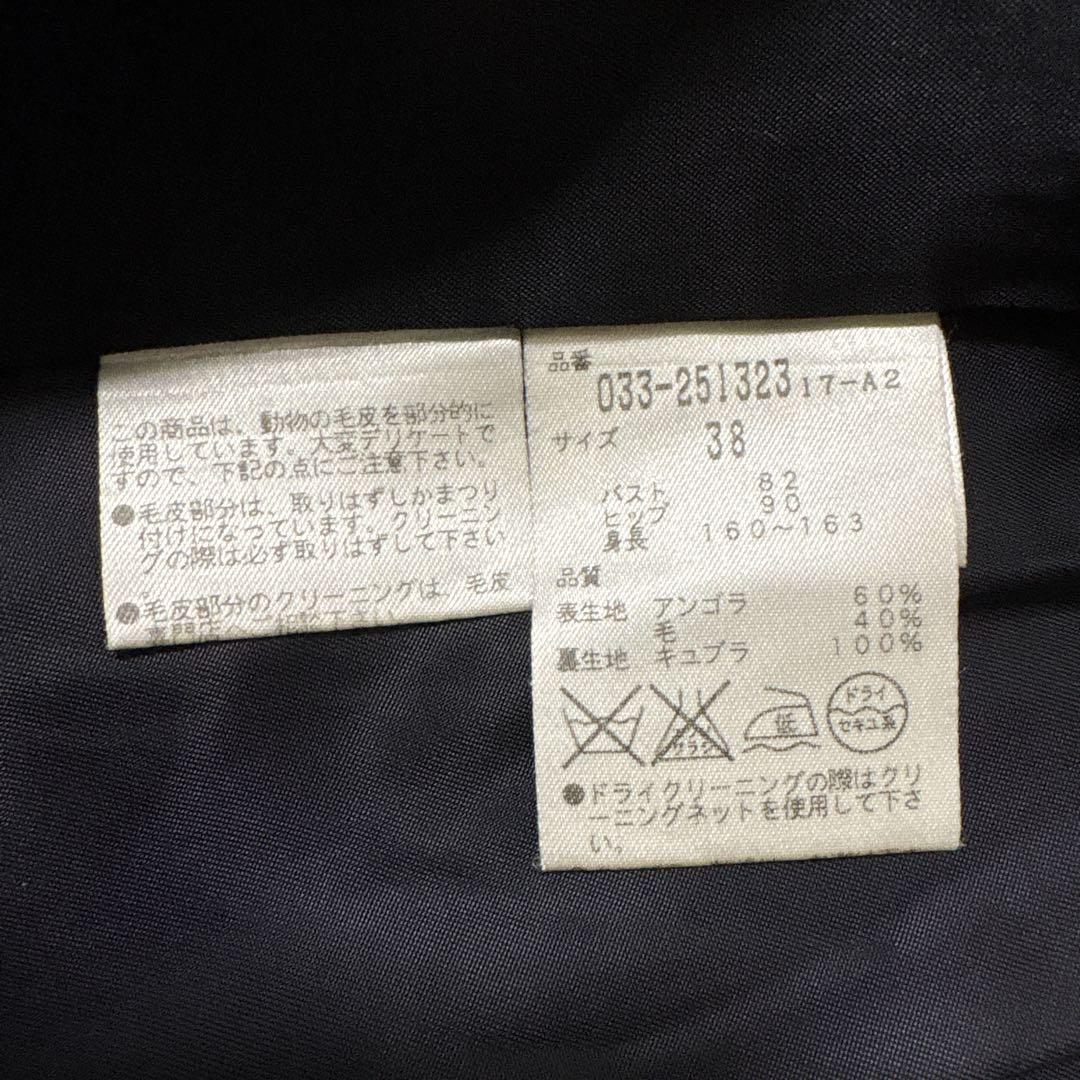 この商品は、動物の毛皮を部分的に
使用しています。大変デリケートで
すので、下記の点にご注意下さい。
●毛皮部分は、取りはずしかまつり
付けになっています。クリーニン
グの際は必ず取りはずして下さい
。
●毛皮部分のクリーニングは、毛皮
品番
033-251323 17-A2
サイズ 38
バスト 82
ヒップ 90
身長 160〜163
品質
表生地 アンゴラ 60%
毛 40%
裏生地 キュプラ 100%
サラシ
低
ドライ
セキユ系
●ドライクリーニングの際はクリ
ーニングネットを使用して下さ
い。